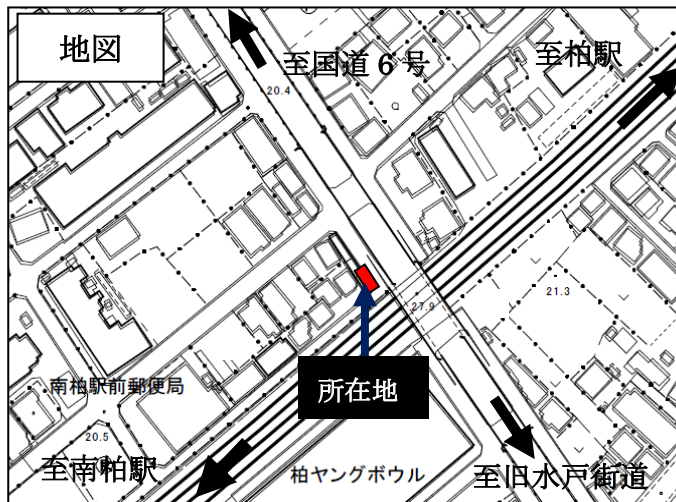 地図
至国道６号
至柏駅
20.4
21.3
27.9
所在地
南柏駅前郵便局
20.5
至南柏駅
柏ヤングボウル
至旧水戸街道